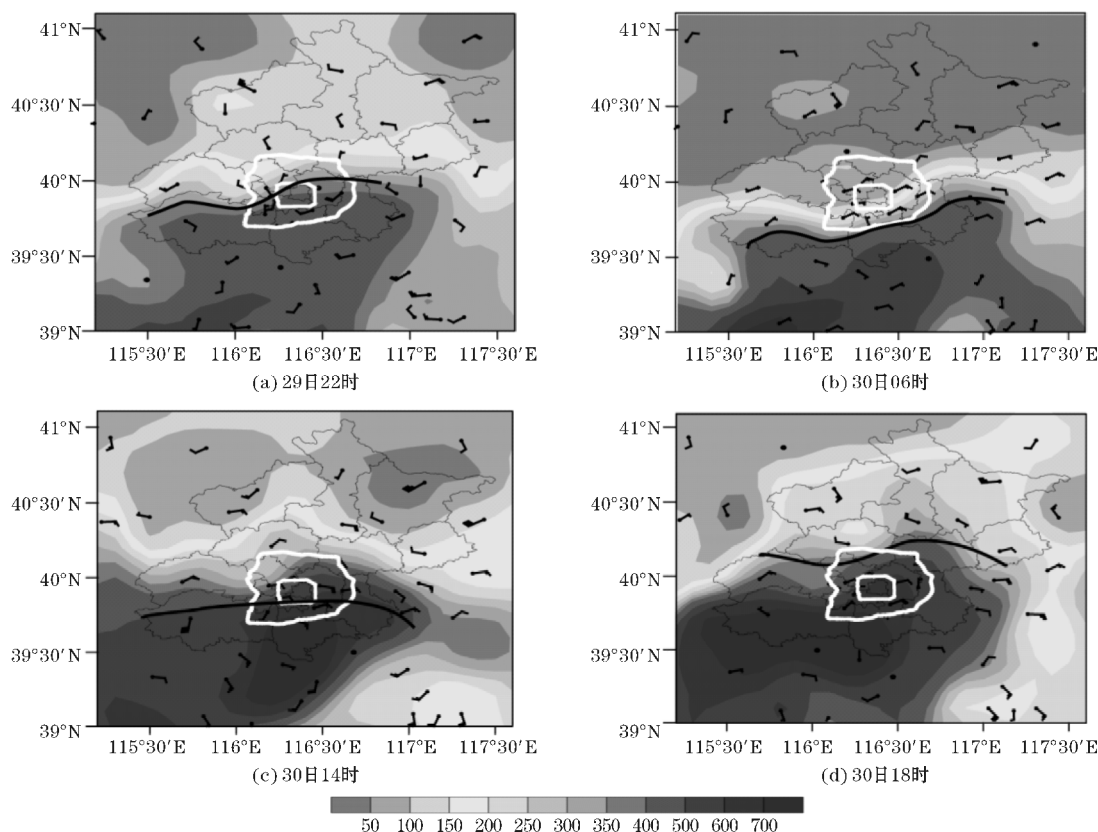 41°N
40°30′N
40°N
39°30′N
39°N
115°30′E 116°E 116°30′E 117°E 117°30′E
(a) 29日22时
41°N
40°30′N
40°N
39°30′N
39°N
115°30′E 116°E 116°30′E 117°E 117°30′E
(b) 30日06时
41°N
40°30′N
40°N
39°30′N
39°N
115°30′E 116°E 116°30′E 117°E 117°30′E
(c) 30日14时
41°N
40°30′N
40°N
39°30′N
39°N
115°30′E 116°E 116°30′E 117°E 117°30′E
(d) 30日18时
50 100 150 200 250 300 350 400 500 600 700